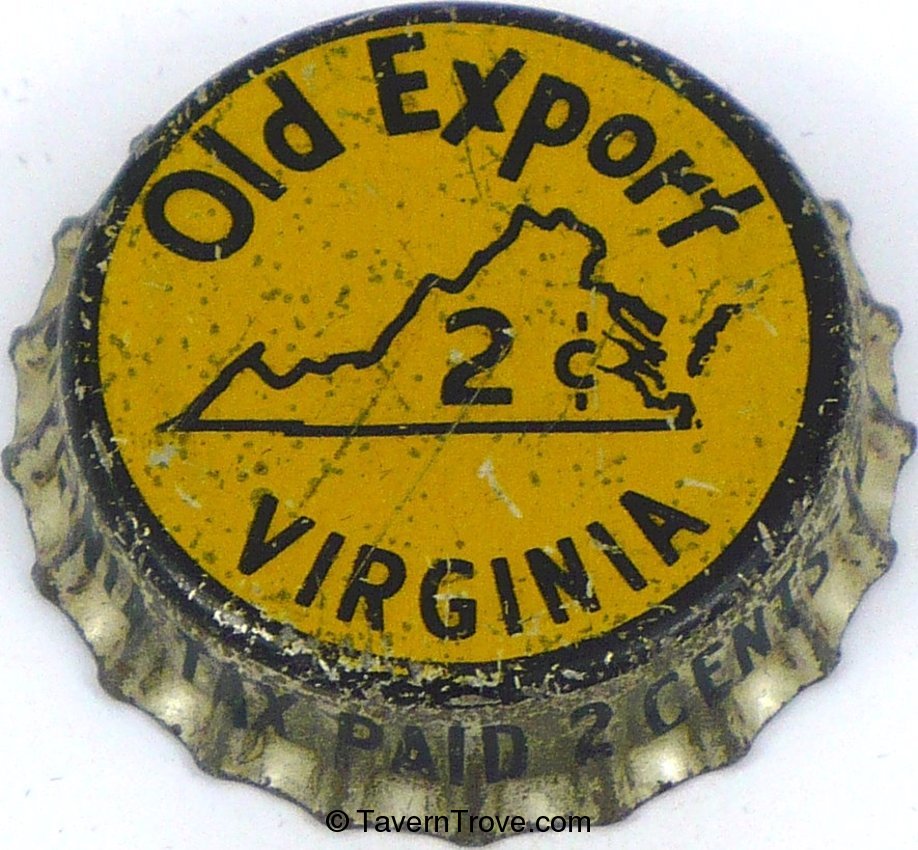 Old Export
2 ¢
VIRGINIA
TAX PAID 2 CENTS
© TavernTrove.com